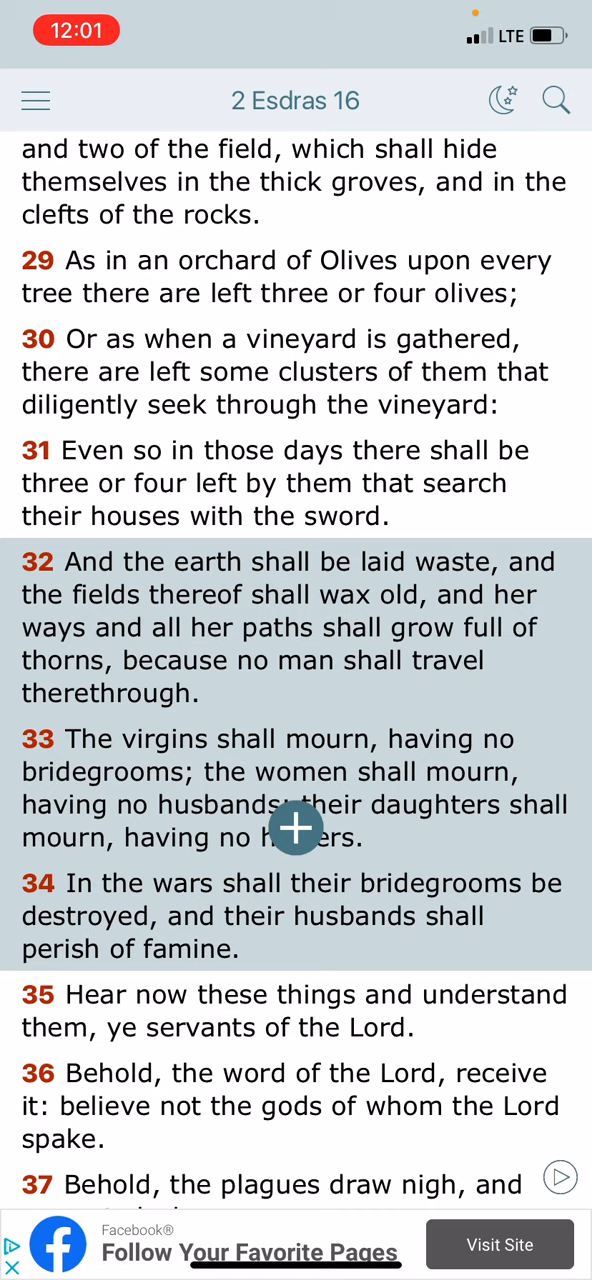 12:01
LTE
2 Esdras 16
and two of the field, which shall hide
themselves in the thick groves, and in the
clefts of the rocks.
29 As in an orchard of Olives upon every
tree there are left three or four olives;
30 Or as when a vineyard is gathered,
there are left some clusters of them that
diligently seek through the vineyard:
31 Even so in those days there shall be
three or four left by them that search
their houses with the sword.
32 And the earth shall be laid waste, and
the fields thereof shall wax old, and her
ways and all her paths shall grow full of
thorns, because no man shall travel
therethrough.
33 The virgins shall mourn, having no
bridegrooms; the women shall mourn,
having no husbands; their daughters shall
mourn, having no
34 In the wars shall their bridegrooms be
destroyed, and their husbands shall
perish of famine.
35 Hear now these things and understand
them, ye servants of the Lord.
36 Behold, the word of the Lord, receive
it: believe not the gods of whom the Lord
spake.
37 Behold, the plagues draw nigh, and
Facebook®
Follow Your Favorite Pages
Visit Site